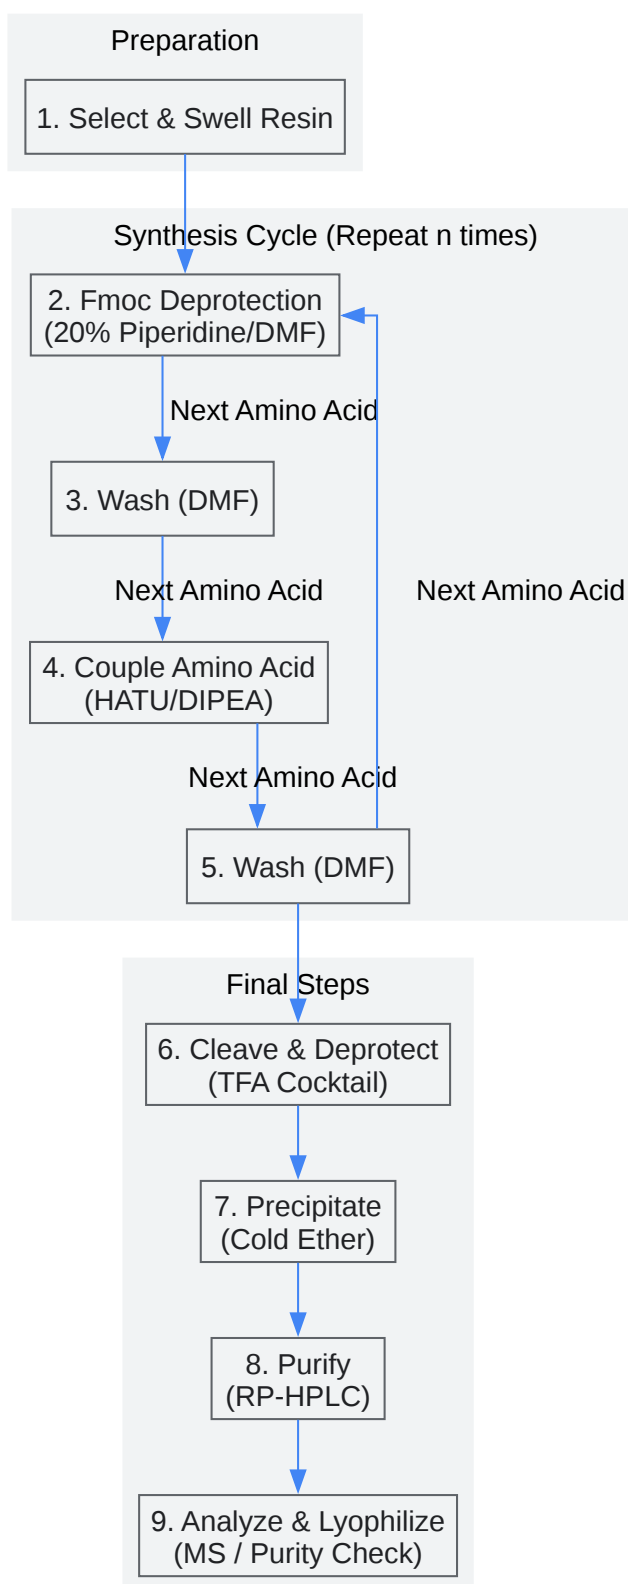 Preparation
1. Select & Swell Resin
Synthesis Cycle (Repeat n times)
2. Fmoc Deprotection
(20% Piperidine/DMF)
Next Amino Acid
3. Wash (DMF)
Next Amino Acid
Next Amino Acid
4. Couple Amino Acid
(HATU/DIPEA)
Next Amino Acid
5. Wash (DMF)
Final Steps
6. Cleave & Deprotect
(TFA Cocktail)
7. Precipitate
(Cold Ether)
8. Purify
(RP-HPLC)
9. Analyze & Lyophilize
(MS / Purity Check)